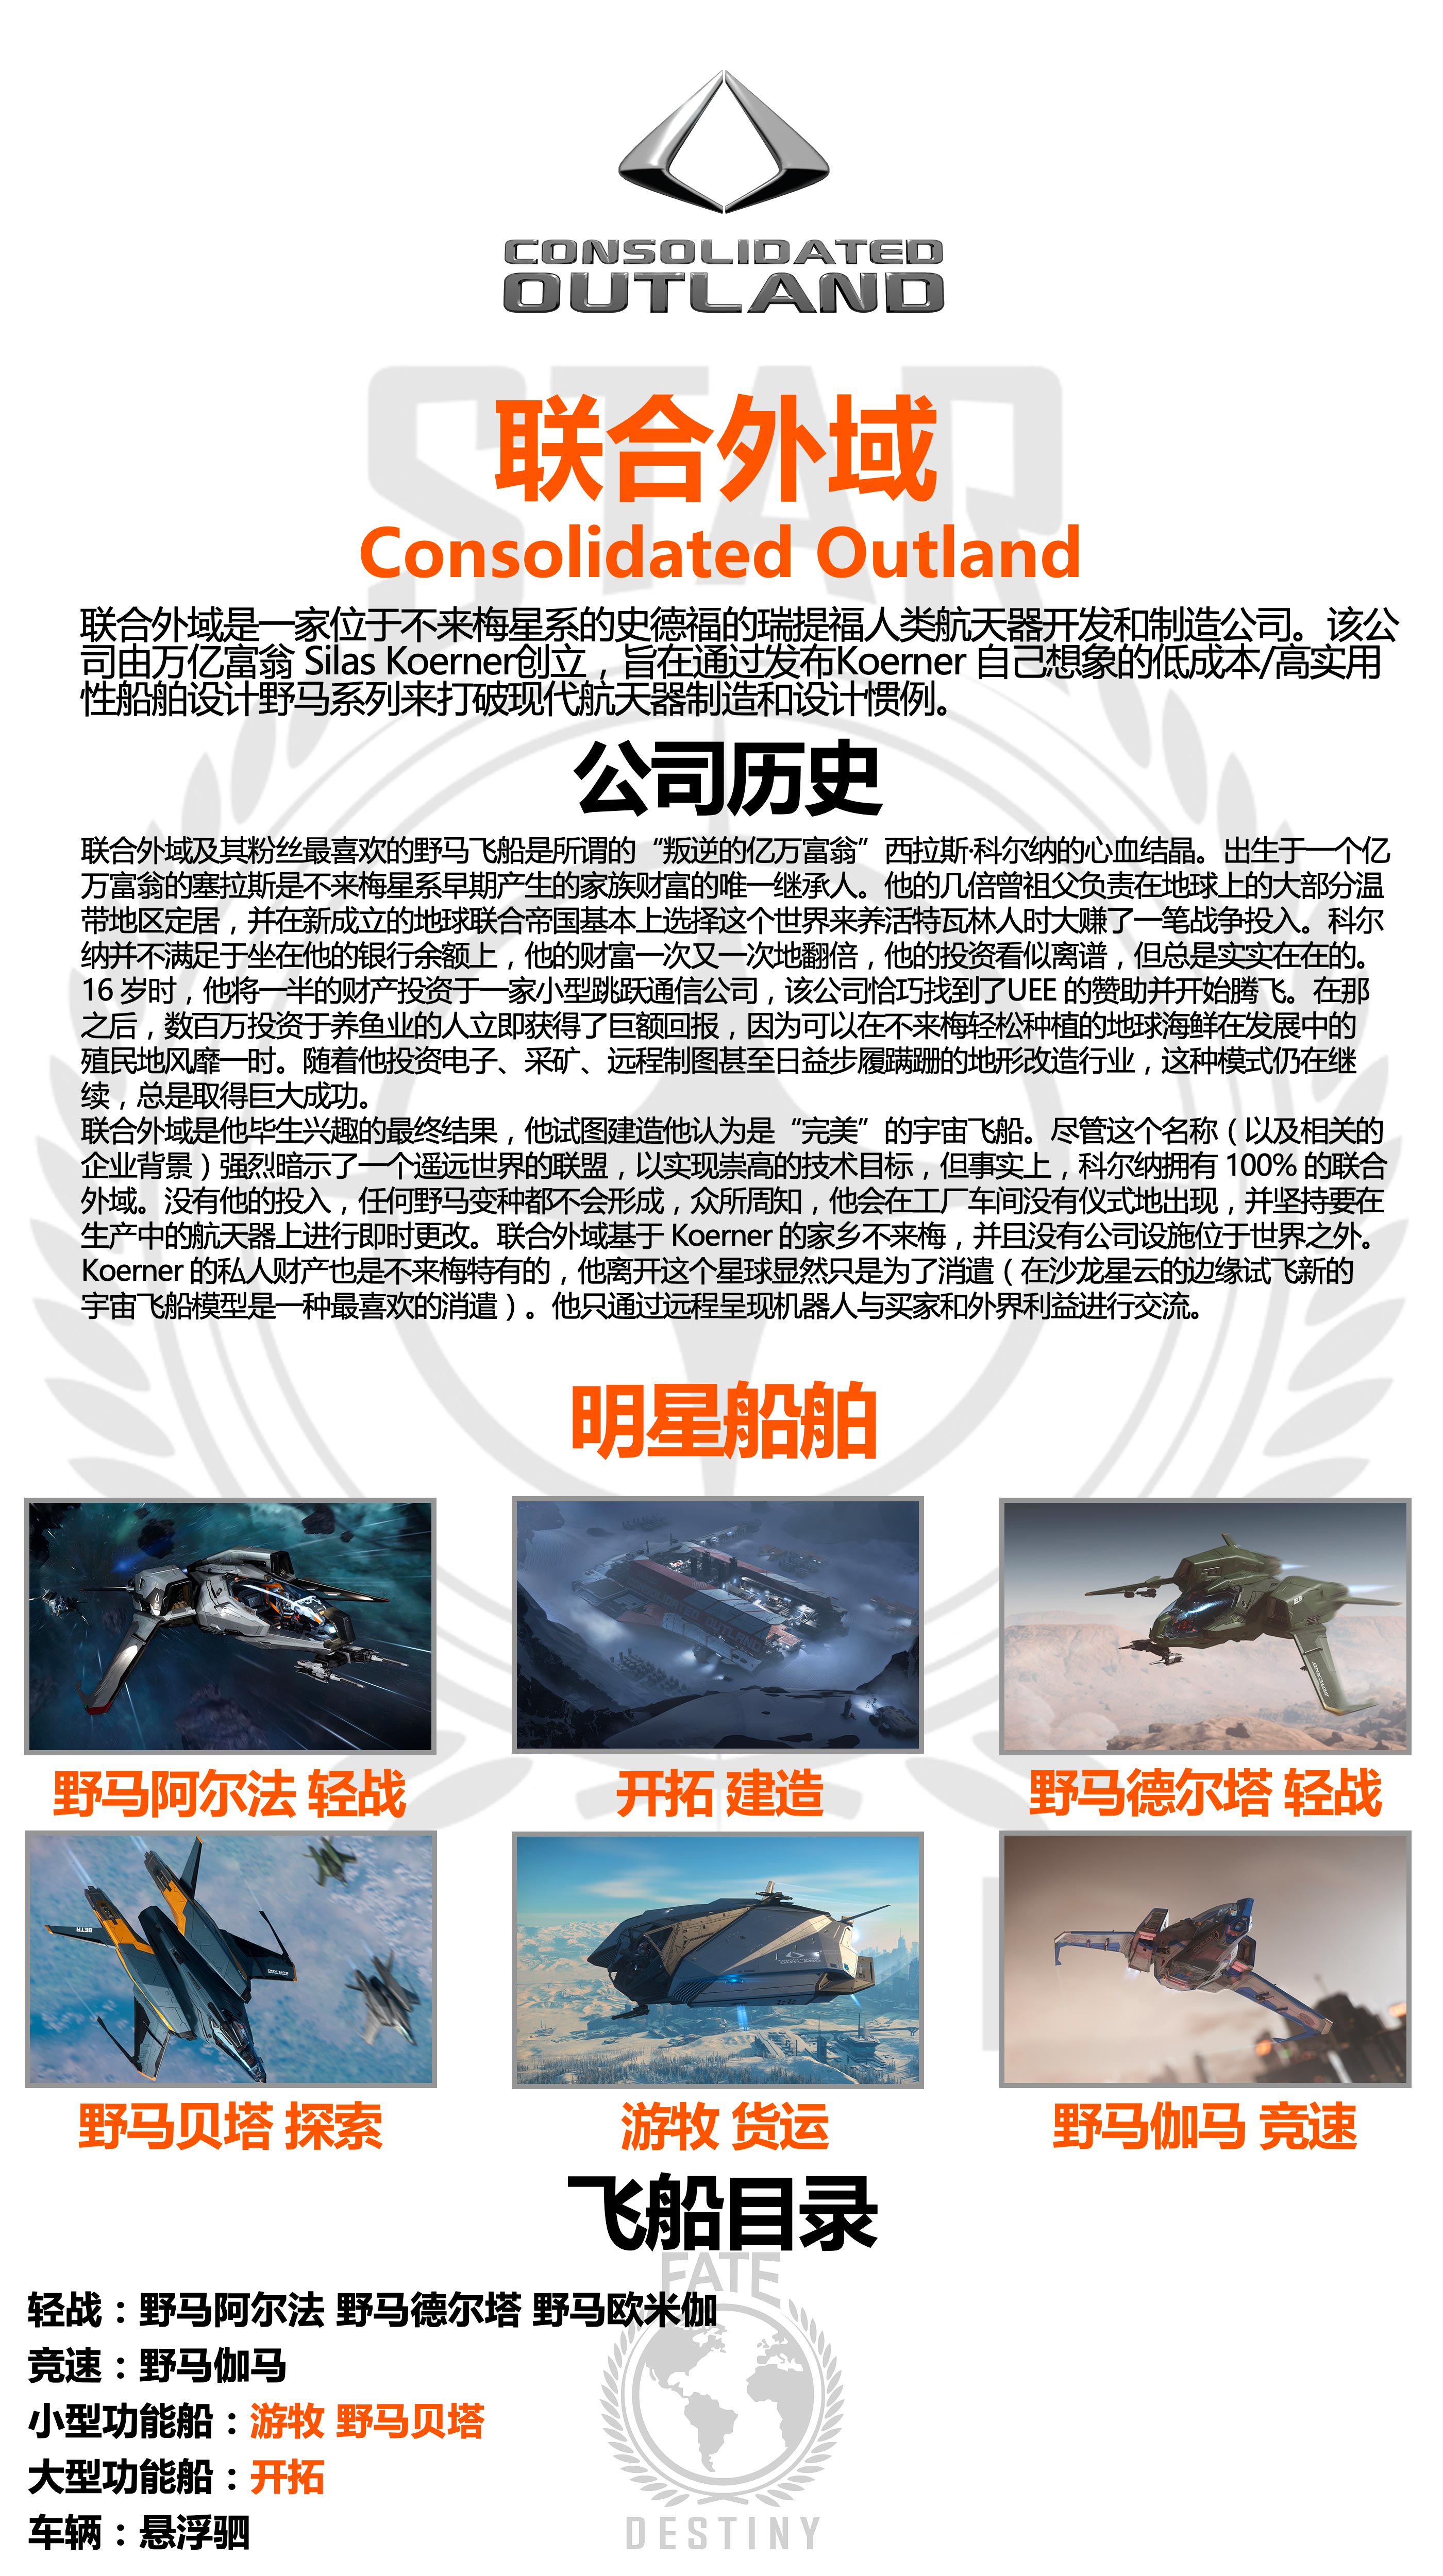 CONSOLIDATED
OUTLAND
STAR
联合外域
Consolidated Outland
联合外域是一家位于不来梅星系的史德福的瑞提福人类航天器开发和制造公司。该公
司由万亿富翁 Silas Koerner创立，旨在通过发布Koerner 自己想象的低成本/高实用
性船舶设计野马系列来打破现代航天器制造和设计惯例。
公司历史
联合外域及其粉丝最喜欢的野马飞船是所谓的“叛逆的亿万富翁”西拉斯·科尔纳的心血结晶。出生于一个亿
万富翁的塞拉斯是不来梅星系早期产生的家族财富的唯一继承人。他的几倍曾祖父负责在地球上的大部分温
带地区定居，并在新成立的地球联合帝国基本上选择这个世界来养活特瓦林人时大赚了一笔战争投入。科尔
纳并不满足于坐在他的银行余额上，他的财富一次又一次地翻倍，他的投资看似离谱，但总是实实在在的。
16 岁时，他将一半的财产投资于一家小型跳跃通信公司，该公司恰巧找到了UEE 的赞助并开始腾飞。在那
之后，数百万投资于养鱼业的人立即获得了巨额回报，因为可以在不来梅轻松种植的地球海鲜在发展中的
殖民地风靡一时。随着他投资电子、采矿、远程制图甚至日益步履蹒跚的地形改造行业，这种模式仍在继
续，总是取得巨大成功。
联合外域是他毕生兴趣的最终结果，他试图建造他认为是“完美”的宇宙飞船。尽管这个名称（以及相关的
企业背景）强烈暗示了一个遥远世界的联盟，以实现崇高的技术目标，但事实上，科尔纳拥有 100% 的联合
外域。没有他的投入，任何野马变种都不会形成，众所周知，他会在工厂车间没有仪式地出现，并坚持要在
生产中的航天器上进行即时更改。联合外域基于 Koerner 的家乡不来梅，并且没有公司设施位于世界之外。
Koerner 的私人财产也是不来梅特有的，他离开这个星球显然只是为了消遣（在沙龙星云的边缘试飞新的
宇宙飞船模型是一种最喜欢的消遣）。他只通过远程呈现机器人与买家和外界利益进行交流。
明星船舶
野马阿尔法 轻战
开拓 建造
野马德尔塔 轻战
BETA
OUTLAND
野马贝塔 探索
游牧 货运
野马伽马 竞速
飞船目录
FATE
轻战：野马阿尔法 野马德尔塔 野马欧米伽
竞速：野马伽马
小型功能船：游牧 野马贝塔
大型功能船：开拓
车辆：悬浮驷
DESTINY